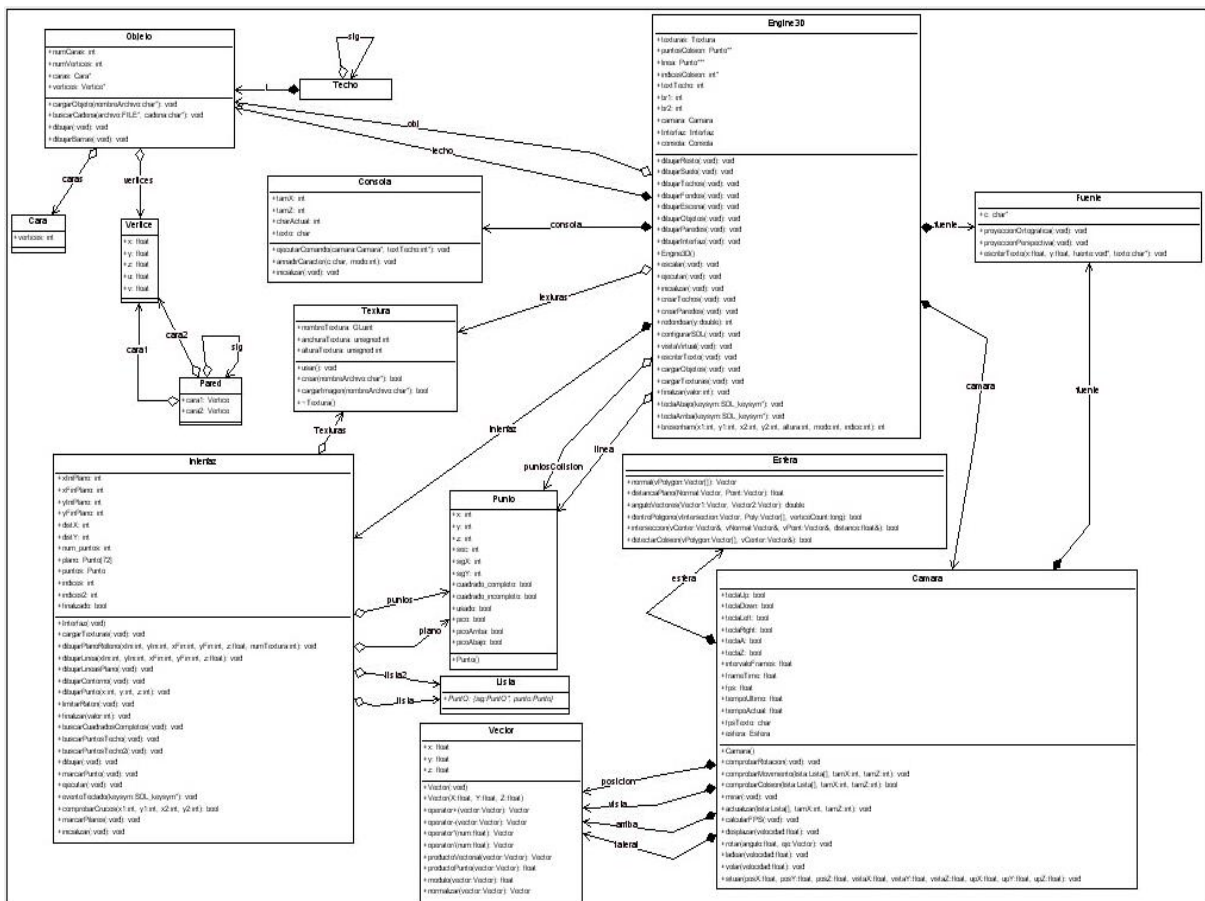 Objeto
+numCaras: int
+numVertices: int
+caras: Cara*
+vertices: Vertice*
+cargarObjeto(nombreArchivo:char*): void
+buscarCadena(archivo:FILE*, cadena:char*): void
+dibujar(:void): void
+dibujarBarras(:void): void
sig
Techo
obj
techo
caras
vertices
Cara
+vertices: int
Vertice
+x: float
+y: float
+z: float
+u: float
+v: float
cara2
cara1
sig
Pared
+cara1: Vertice
+cara2: Vertice
Consola
+tamX: int
+tamZ: int
+charActual: int
+texto: char
+ejecutarComando(camara:Camara*, textTecho:int*): void
+annadirCaracter(c:char, modo:int): void
+inicializar(:void): void
consola
texturas
Textura
+nombreTextura: GLuint
+anchuraTextura: unsigned int
+alturaTextura: unsigned int
+usar(): void
+crear(nombreArchivo:char*): bool
+cargarImagen(nombreArchivo:char*): bool
+~Textura()
Texturas
Engine3D
+texturas: Textura
+puntosColision: Punto**
+linea: Punto***
+indicesColision: int*
+textTecho: int
+br1: int
+br2: int
+camara: Camara
+Interfaz: Interfaz
+consola: Consola
+dibujarResto(:void): void
+dibujarSuelo(:void): void
+dibujarTechos(:void): void
+dibujarFondos(:void): void
+dibujarEscena(:void): void
+dibujarObjetos(:void): void
+dibujarParedes(:void): void
+dibujarInterfaz(:void): void
+Engine3D()
+escalar(:void): void
+ejecutar(:void): void
+inicializar(:void): void
+crearTechos(:void): void
+crearParedes(:void): void
+redondear(y:double): int
+configurarSDL(:void): void
+visitaVirtual(:void): void
+escribirTexto(:void): void
+cargarObjetos(:void): void
+cargarTexturas(:void): void
+finalizar(valor:int): void
+teclaAbajo(keysym:SDL_keysym*): void
+teclaArriba(keysym:SDL_keysym*): void
+bresenham(x1:int, y1:int, x2:int, y2:int, altura:int, modo:int, indice:int): int
fuente
Fuente
+c: char*
+proyeccionOrtografica(:void): void
+proyeccionPerspectiva(:void): void
+escribirTexto(x:float, y:float, fuente:void*, texto:char*): void
camara
fuente
Interfaz
puntosColision
linea
Interfaz
+xIniPlano: int
+xFinPlano: int
+yIniPlano: int
+yFinPlano: int
+distX: int
+distY: int
+num_puntos: int
+plano: Punto[72]
+puntos: Punto
+indices: int
+indices2: int
+finalizado: bool
+Interfaz(:void)
+cargarTexturas(:void): void
+dibujarPlanoRelleno(xIni:int, yIni:int, xFin:int, yFin:int, z:float, numTextura:int): void
+dibujarLinea(xIni:int, yIni:int, xFin:int, yFin:int, z:float): void
+dibujarLineasPlano(:void): void
+dibujarContorno(:void): void
+dibujarPunto(x:int, y:int, z:int): void
+limitarRaton(:void): void
+finalizar(valor:int): void
+buscarCuadradosCompletos(:void): void
+buscarPuntosTecho(:void): void
+buscarPuntosTecho2(:void): void
+dibujar(:void): void
+marcarPunto(:void): void
+ejecutar(:void): void
+eventoTeclado(keysym:SDL_keysym*): void
+comprobarCruces(x1:int, y1:int, x2:int, y2:int): bool
+marcarPilares(:void): void
+inicializar(:void): void
puntos
plano
lista2
lista
Punto
+x: int
+y: int
+z: int
+sigX: int
+sigY: int
+cuadrado_completo: bool
+cuadrado_incompleto: bool
+usado: bool
+pico: bool
+picoArriba: bool
+picoAbajo: bool
+Punto()
Lista
Esfera
+normal(vPolygon:Vector[]): Vector
+distanciaPlano(Normal:Vector, Point:Vector): float
+anguloVectores(Vector1:Vector, Vector2:Vector): double
+dentroPoligono(vIntersection:Vector, Poly:Vector[], verticeCount:long): bool
+interseccion(vCenter:Vector&, vNormal:Vector&, vPoint:Vector&, distance:float&): bool
+detectarColision(vPolygon:Vector[], vCenter:Vector&): bool
esfera
Camara
+teclaUp: bool
+teclaDown: bool
+teclaLeft: bool
+teclaRight: bool
+teclaA: bool
+teclaZ: bool
+intervaloFrames: float
+frameTime: float
+fps: float
+tiempoUltimo: float
+tiempoActual: float
+fpsTexto: char
+esfera: Esfera
+Camara()
+comprobarRotacion(:void): void
+comprobarMovimiento(lista:Lista[], tamX:int, tamZ:int): void
+comprobarColision(lista:Lista[], tamX:int, tamZ:int): bool
+mirar(:void): void
+actualizar(lista:Lista[], tamX:int, tamZ:int): void
+calcularFPS(:void): void
+desplazar(velocidad:float): void
+rotar(angulo:float, eje:Vector): void
+ladear(velocidad:float): void
+volar(velocidad:float): void
+situar(posX:float, posY:float, posZ:float, vistaX:float, vistaY:float, vistaZ:float, upX:float, upY:float, upZ:float): void
posicion
vista
arriba
lateral
Vector
+x: float
+y: float
+z: float
+Vector(:void)
+Vector(X:float, Y:float, Z:float)
+operator+(vector:Vector): Vector
+operator-(vector:Vector): Vector
+operator*(num:float): Vector
+operator/(num:float): Vector
+productoVectorial(vector:Vector): Vector
+productoPunto(vector:Vector): float
+modulo(vector:Vector): float
+normalizar(vector:Vector): Vector